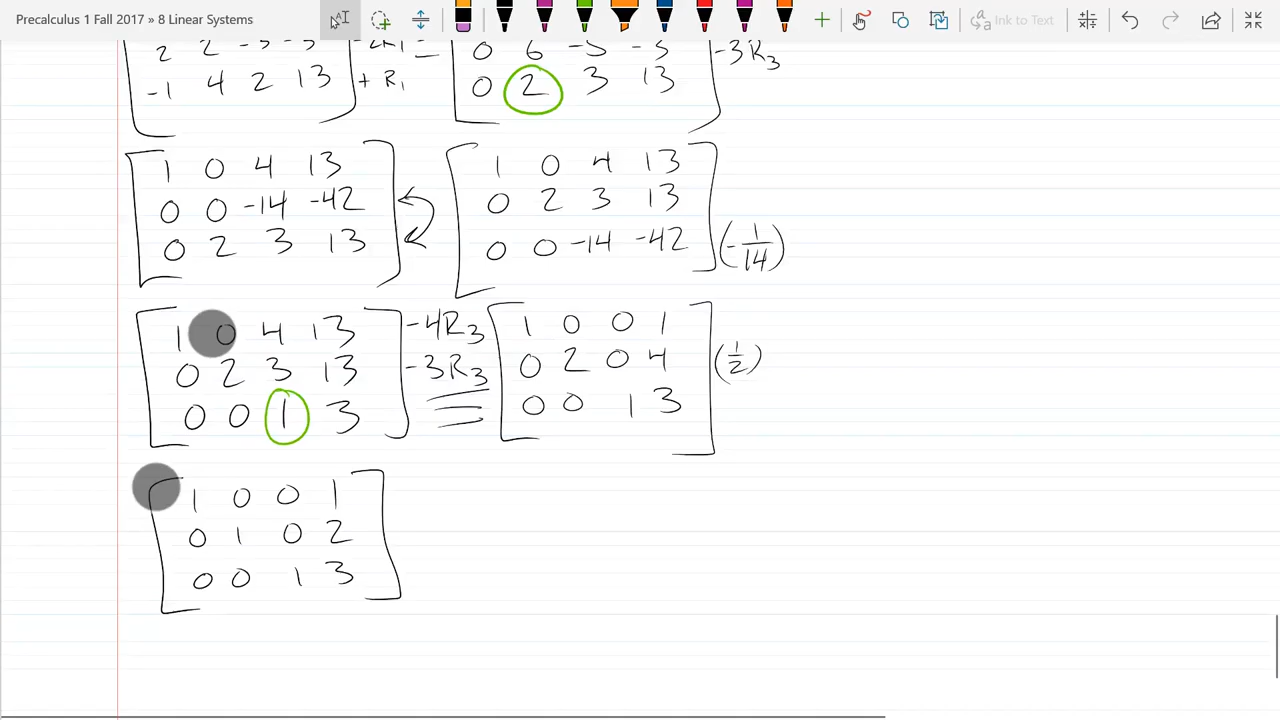 Precalculus 1 Fall 2017 » 8 Linear Systems
Ink to Text
2 2 -3 -3 -2R₁ = 0 6 -5 -3 -3R₃
-1 4 2 13 + R₁ 0 2 3 13
1 0 4 13 1 0 4 13
0 0 -14 -42 0 2 3 13
0 2 3 13 0 0 -14 -42 (-1/14)
1 0 4 13 -4R₃ 1 0 0 1
0 2 3 13 -3R₃ 0 2 0 4 (1/2)
0 0 1 3 ≡ 0 0 1 3
1 0 0 1
0 1 0 2
0 0 1 3